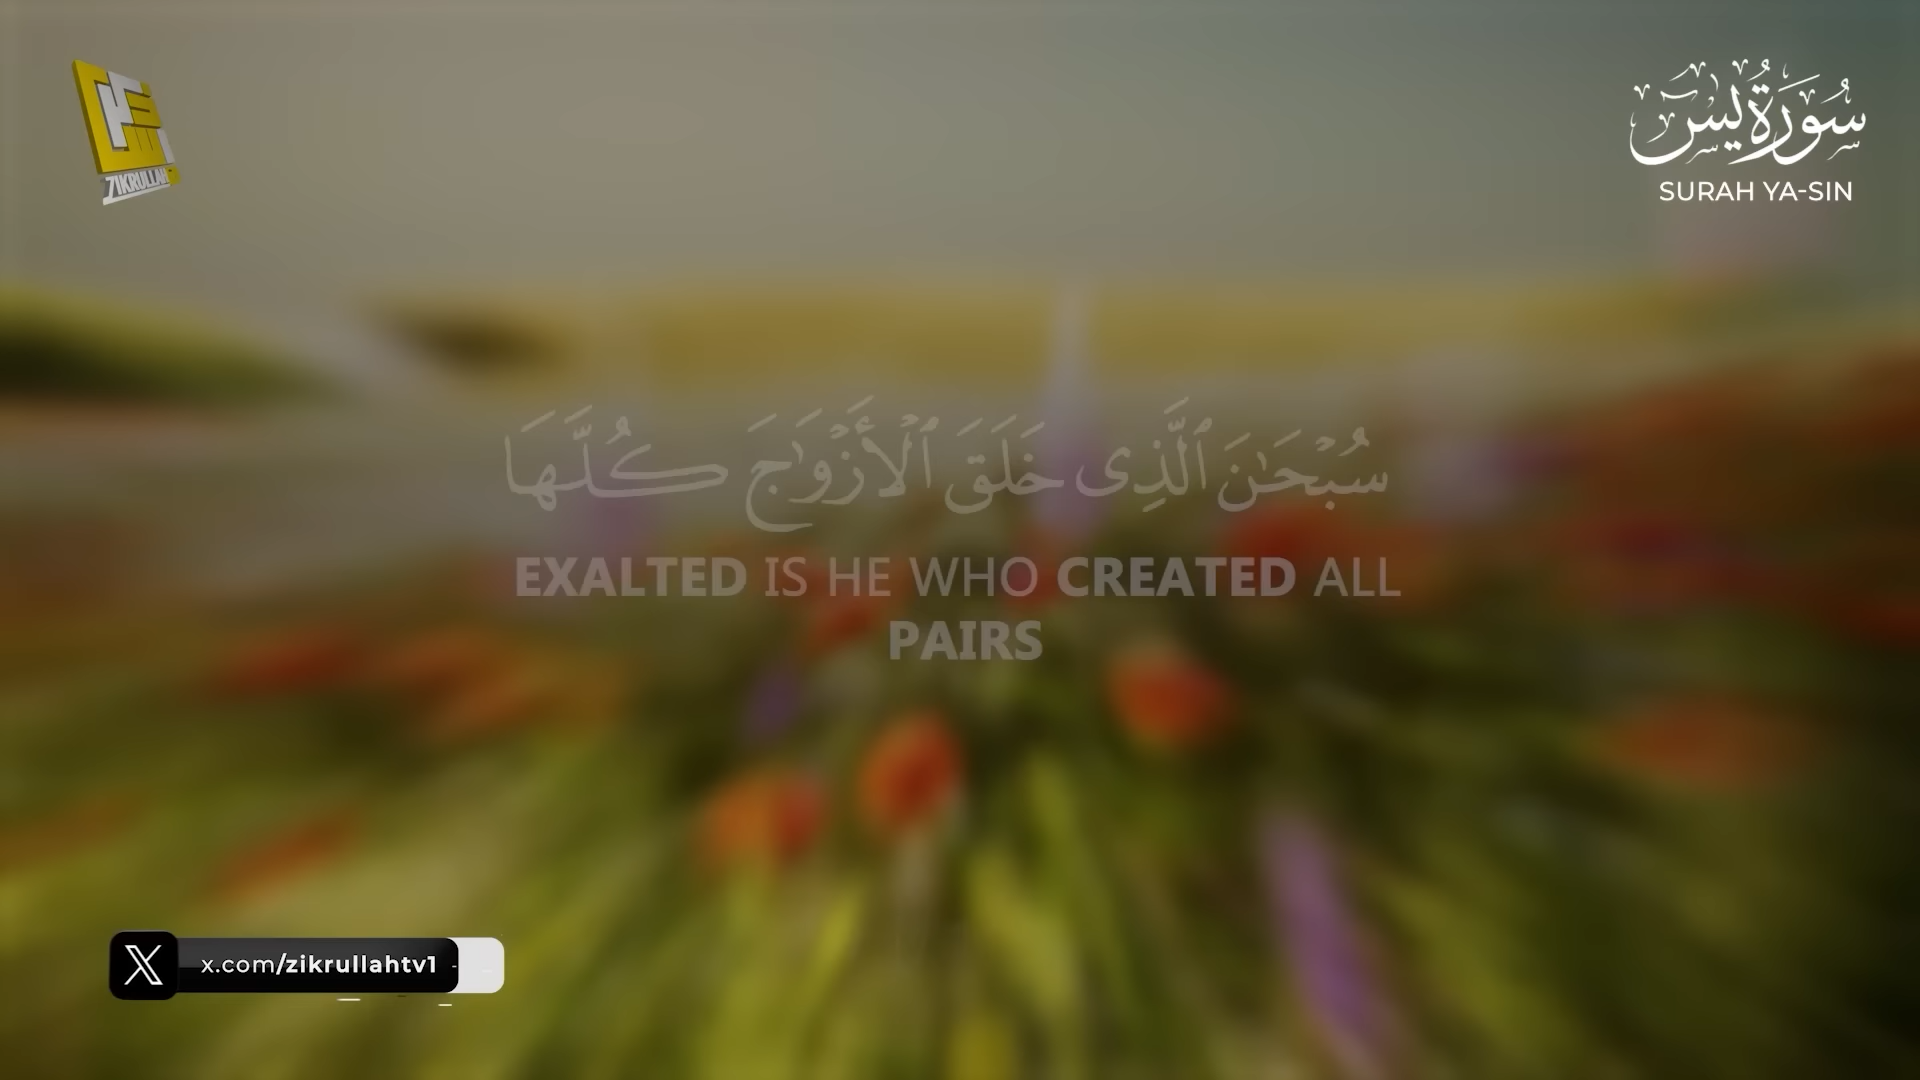 ZIKRULLAH
سُورَةُ يسٓ
SURAH YA-SIN
سُبْحَٰنَ ٱلَّذِى خَلَقَ ٱلْأَزْوَٰجَ كُلَّهَا
EXALTED IS HE WHO CREATED ALL
PAIRS
x.com/zikrullahtv1